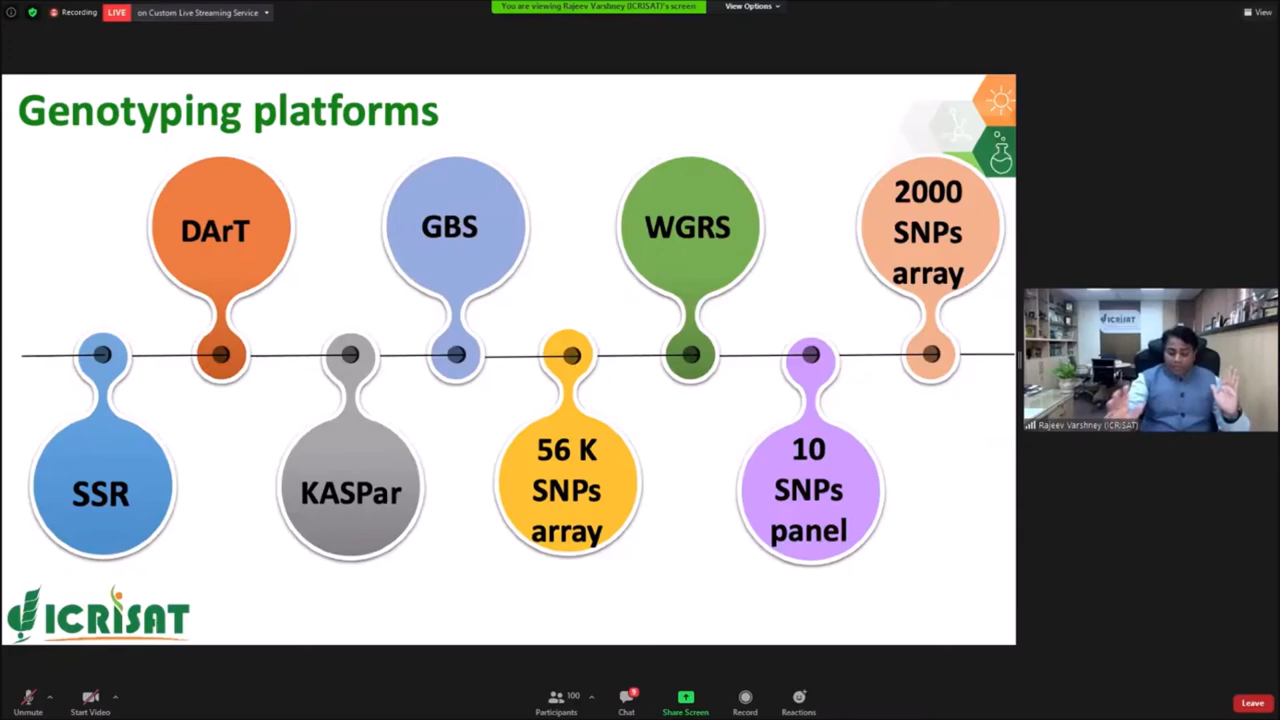 Recording
LIVE
on Custom Live Streaming Service
You are viewing Rajeev Varshney (ICRISAT)'s screen
View Options
View
Genotyping platforms
DArT
GBS
WGRS
2000
SNPs
array
SSR
KASPar
56 K
SNPs
array
10
SNPs
panel
ICRISAT
ICRISAT
Rajeev Varshney (ICRISAT)
Unmute
Start Video
100
Participants
9
Chat
Share Screen
Record
Reactions
Leave